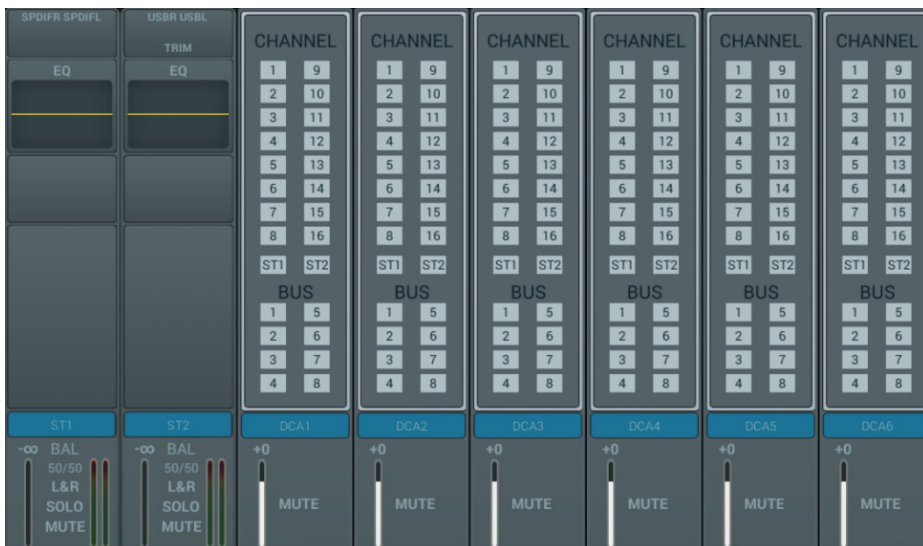 SPDIFR SPDIFL USBR USBL
TRIM
EQ EQ
CHANNEL CHANNEL CHANNEL CHANNEL CHANNEL CHANNEL
1 9 1 9 1 9 1 9 1 9 1 9
2 10 2 10 2 10 2 10 2 10 2 10
3 11 3 11 3 11 3 11 3 11 3 11
4 12 4 12 4 12 4 12 4 12 4 12
5 13 5 13 5 13 5 13 5 13 5 13
6 14 6 14 6 14 6 14 6 14 6 14
7 15 7 15 7 15 7 15 7 15 7 15
8 16 8 16 8 16 8 16 8 16 8 16
ST1 ST2 ST1 ST2 ST1 ST2 ST1 ST2 ST1 ST2 ST1 ST2
BUS BUS BUS BUS BUS BUS
1 5 1 5 1 5 1 5 1 5 1 5
2 6 2 6 2 6 2 6 2 6 2 6
3 7 3 7 3 7 3 7 3 7 3 7
4 8 4 8 4 8 4 8 4 8 4 8
ST1 ST2 DCA1 DCA2 DCA3 DCA4 DCA5 DCA6
-∞ BAL -∞ BAL +0 +0 +0 +0 +0 +0
50/50 50/50
L&R L&R
SOLO SOLO MUTE MUTE MUTE MUTE MUTE MUTE
MUTE MUTE